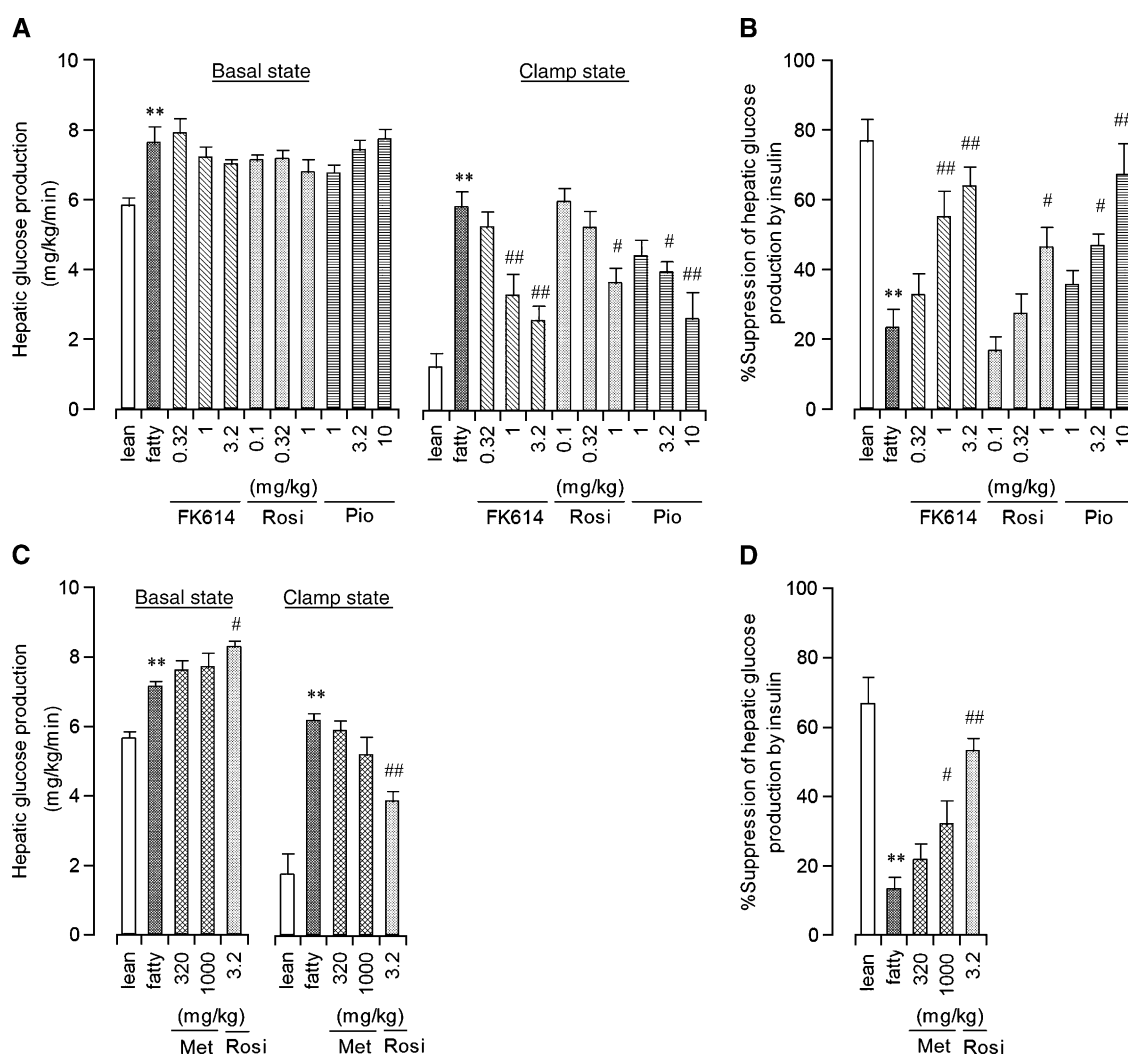 A
Hepatic glucose production
(mg/kg/min)
10
8
6
4
2
0
Basal state
**
lean
fatty
0.32
1
3.2
0.1
0.32
1
1
3.2
10
(mg/kg)
FK614
Rosi
Pio
Clamp state
**
##
##
#
#
##
lean
fatty
0.32
1
3.2
0.1
0.32
1
1
3.2
10
(mg/kg)
FK614
Rosi
Pio
B
%Suppression of hepatic glucose
production by insulin
100
80
60
40
20
0
**
##
##
#
#
##
lean
fatty
0.32
1
3.2
0.1
0.32
1
1
3.2
10
(mg/kg)
FK614
Rosi
Pio
C
Hepatic glucose production
(mg/kg/min)
10
8
6
4
2
0
Basal state
**
#
lean
fatty
320
1000
3.2
(mg/kg)
Met
Rosi
Clamp state
**
##
lean
fatty
320
1000
3.2
(mg/kg)
Met
Rosi
D
%Suppression of hepatic glucose
production by insulin
100
80
60
40
20
0
**
#
##
lean
fatty
320
1000
3.2
(mg/kg)
Met
Rosi